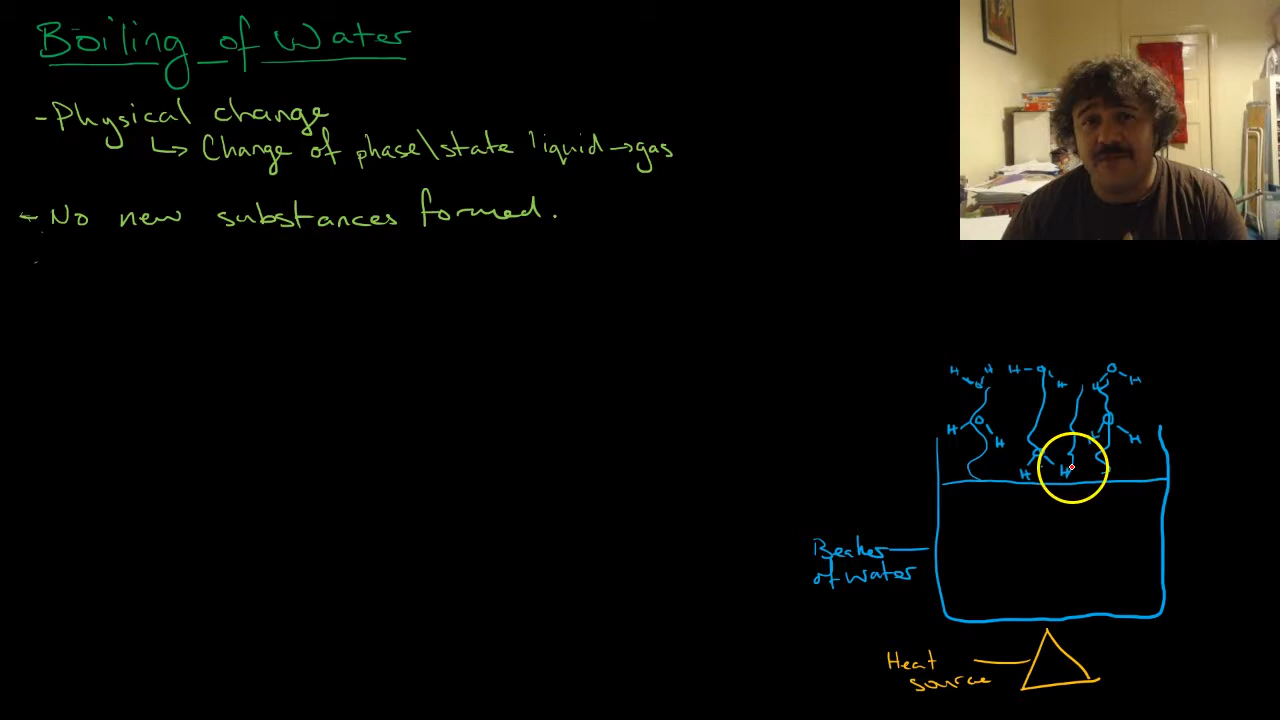 Boiling of Water
- Physical change
↳ Change of phase\state liquid → gas
- No new substances formed.
H H H - O H O H
H O H O H O H
H H
Beaker
of water
Heat
source